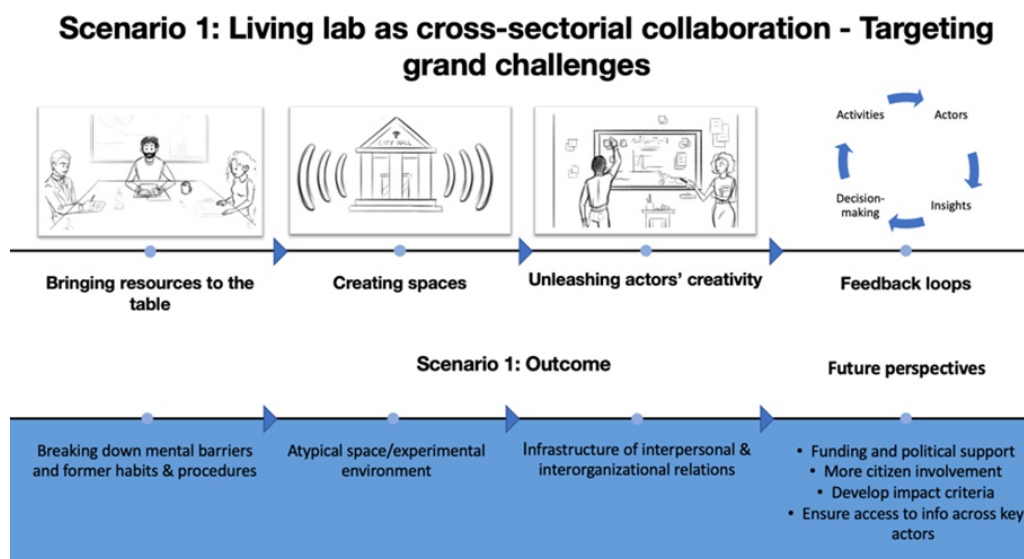 Scenario 1: Living lab as cross-sectorial collaboration - Targeting
grand challenges
CITY HALL
Activities
Actors
Decision-
making
Insights
Bringing resources to the
table
Creating spaces
Unleashing actors’ creativity
Feedback loops
Scenario 1: Outcome
Future perspectives
Breaking down mental barriers
and former habits & procedures
Atypical space/experimental
environment
Infrastructure of interpersonal &
interorganizational relations
• Funding and political support
• More citizen involvement
• Develop impact criteria
• Ensure access to info across key
actors